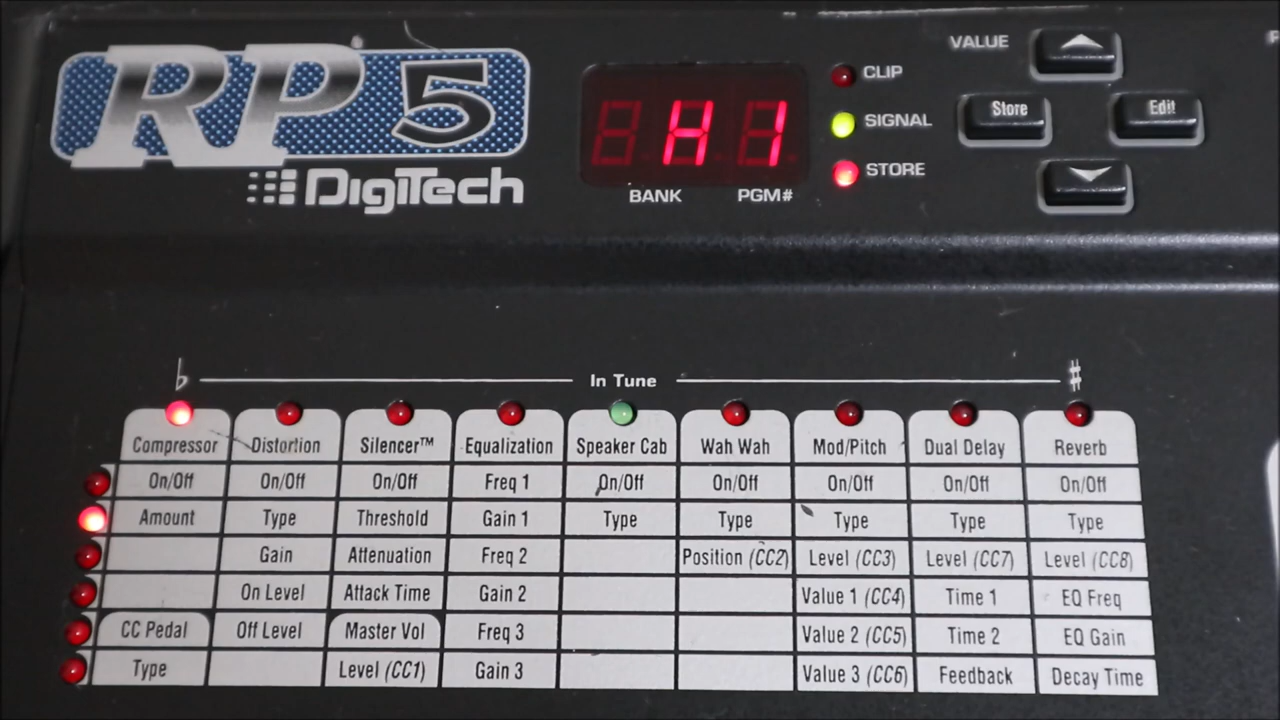 RP 5
DigiTech
H 1
BANK PGM#
CLIP
SIGNAL
STORE
VALUE
Store Edit
♭ In Tune ♯
Compressor Distortion Silencer™ Equalization Speaker Cab Wah Wah Mod/Pitch Dual Delay Reverb
On/Off On/Off On/Off Freq 1 On/Off On/Off On/Off On/Off On/Off
Amount Type Threshold Gain 1 Type Type Type Type Type
Gain Attenuation Freq 2 Position (CC2) Level (CC3) Level (CC7) Level (CC8)
On Level Attack Time Gain 2 Value 1 (CC4) Time 1 EQ Freq
CC Pedal Off Level Master Vol Freq 3 Value 2 (CC5) Time 2 EQ Gain
Type Level (CC1) Gain 3 Value 3 (CC6) Feedback Decay Time